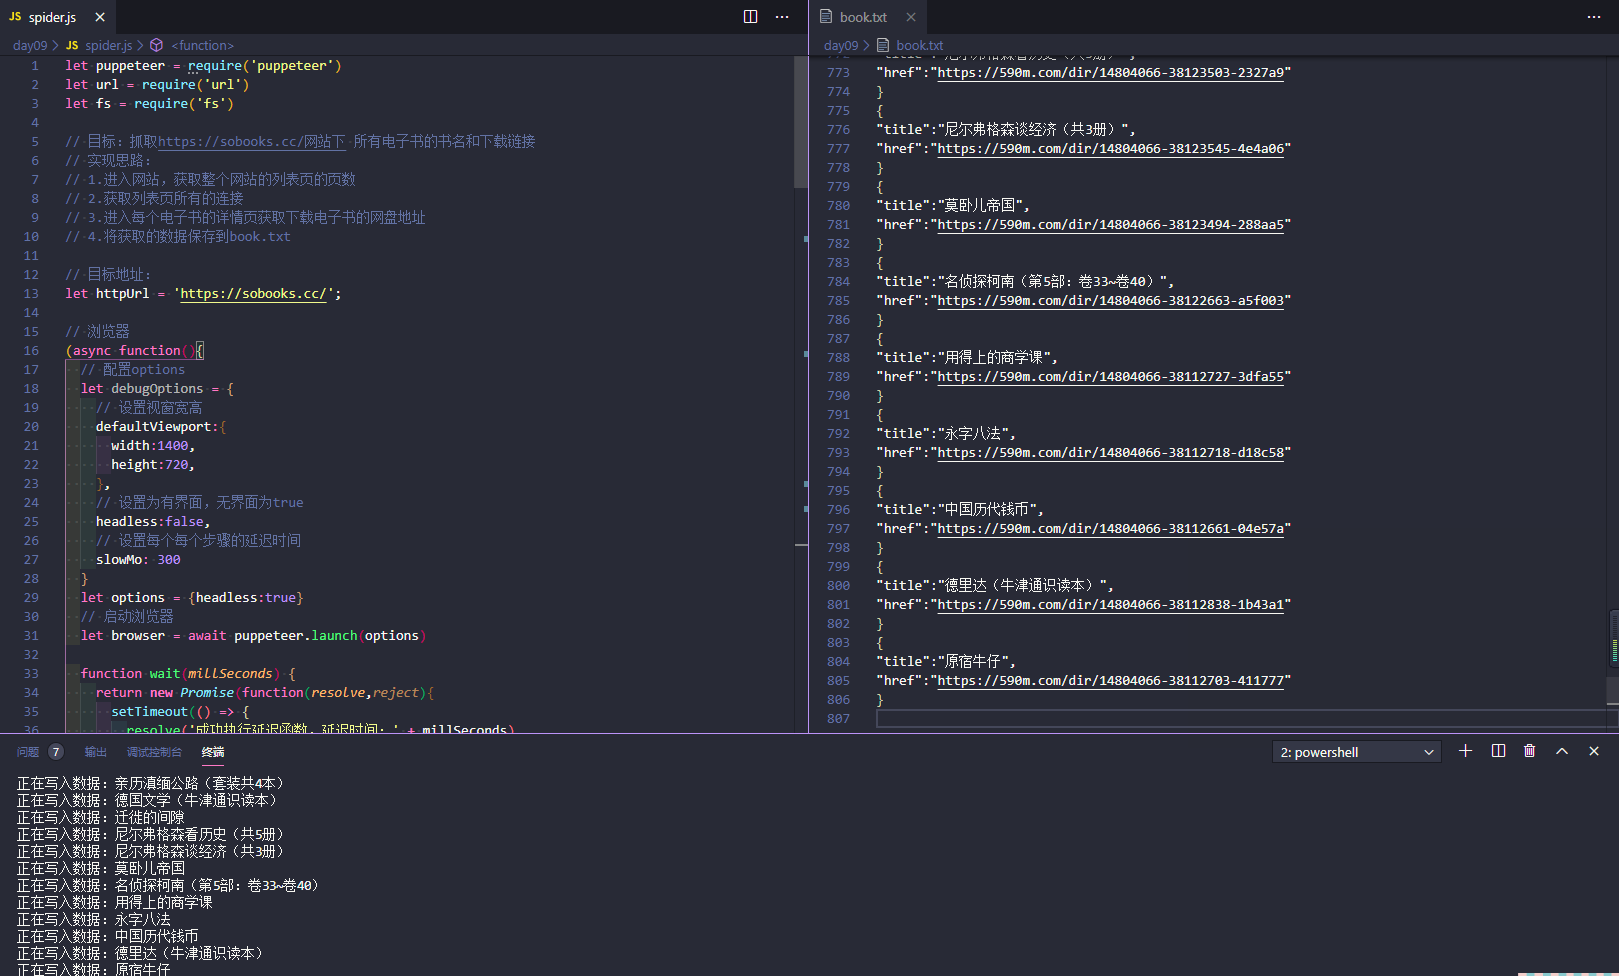 JS spider.js ×
day09 > JS spider.js > <function>
1 let puppeteer = require('puppeteer')
2 let url = require('url')
3 let fs = require('fs')
4
5 // 目标：抓取https://sobooks.cc/网站下 所有电子书的书名和下载链接
6 // 实现思路：
7 // 1.进入网站，获取整个网站的列表页的页数
8 // 2.获取列表页所有的连接
9 // 3.进入每个电子书的详情页获取下载电子书的网盘地址
10 // 4.将获取的数据保存到book.txt
11
12 // 目标地址：
13 let httpUrl = 'https://sobooks.cc/';
14
15 // 浏览器
16 (async function(){
17 // 配置options
18 let debugOptions = {
19 // 设置视窗宽高
20 defaultViewport:{
21 width:1400,
22 height:720,
23 },
24 // 设置为有界面，无界面为true
25 headless:false,
26 // 设置每个每个步骤的延迟时间
27 slowMo: 300
28 }
29 let options = {headless:true}
30 // 启动浏览器
31 let browser = await puppeteer.launch(options)
32
33 function wait(millSeconds) {
34 return new Promise(function(resolve,reject){
35 setTimeout(() => {
36 resolve('成功执行延迟函数，延迟时间：' + millSeconds)
book.txt ×
day09 > book.txt
773 "href":"https://590m.com/dir/14804066-38123503-2327a9"
774 }
775 {
776 "title":"尼尔弗格森谈经济（共3册）",
777 "href":"https://590m.com/dir/14804066-38123545-4e4a06"
778 }
779 {
780 "title":"莫卧儿帝国",
781 "href":"https://590m.com/dir/14804066-38123494-288aa5"
782 }
783 {
784 "title":"名侦探柯南（第5部：卷33~卷40）",
785 "href":"https://590m.com/dir/14804066-38122663-a5f003"
786 }
787 {
788 "title":"用得上的商学课",
789 "href":"https://590m.com/dir/14804066-38112727-3dfa55"
790 }
791 {
792 "title":"永字八法",
793 "href":"https://590m.com/dir/14804066-38112718-d18c58"
794 }
795 {
796 "title":"中国历代钱币",
797 "href":"https://590m.com/dir/14804066-38112661-04e57a"
798 }
799 {
800 "title":"德里达（牛津通识读本）",
801 "href":"https://590m.com/dir/14804066-38112838-1b43a1"
802 }
803 {
804 "title":"原宿牛仔",
805 "href":"https://590m.com/dir/14804066-38112703-411777"
806 }
807
问题 7 输出 调试控制台 终端 2: powershell
正在写入数据：亲历滇缅公路（套装共4本）
正在写入数据：德国文学（牛津通识读本）
正在写入数据：迁徙的间隙
正在写入数据：尼尔弗格森看历史（共5册）
正在写入数据：尼尔弗格森谈经济（共3册）
正在写入数据：莫卧儿帝国
正在写入数据：名侦探柯南（第5部：卷33~卷40）
正在写入数据：用得上的商学课
正在写入数据：永字八法
正在写入数据：中国历代钱币
正在写入数据：德里达（牛津通识读本）
正在写入数据：原宿牛仔